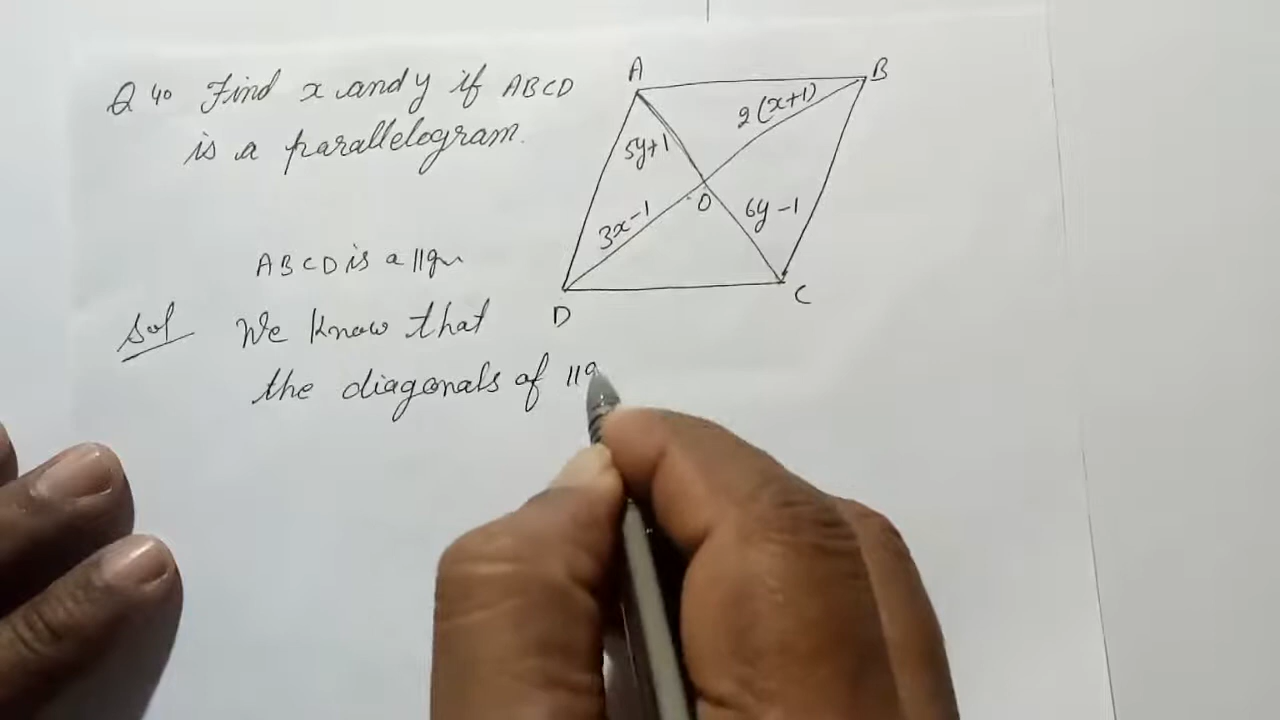 Q 40 Find x and y if ABCD
is a parallelogram.
A
B
2(x+1)
5y+1
O
6y-1
3x-1
D
C
ABCD is a ||gm
Sol We know that
the diagonals of ||g